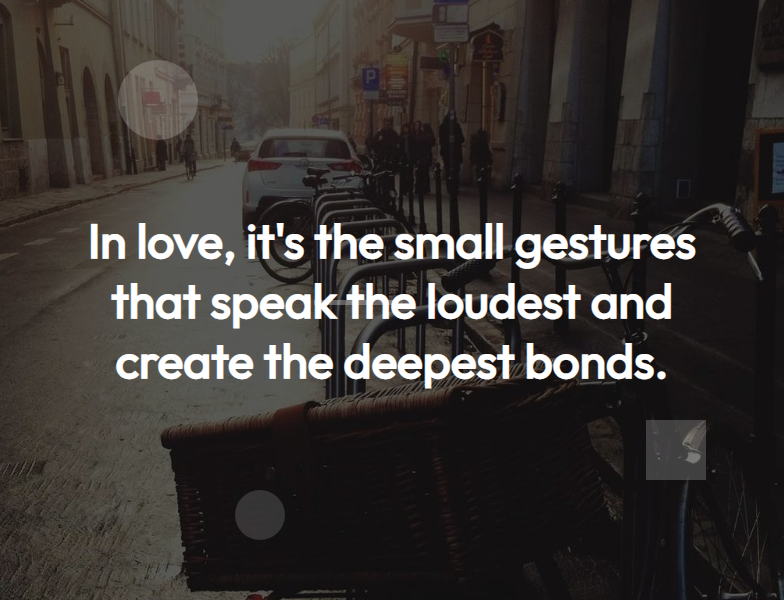 In love, it's the small gestures
that speak the loudest and
create the deepest bonds.
P